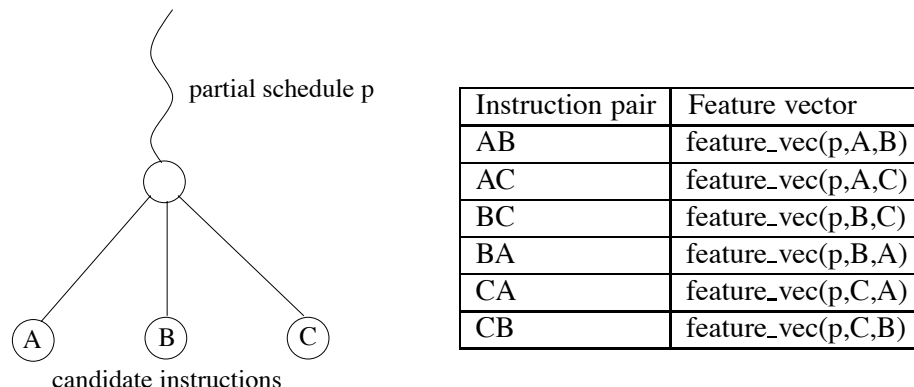 partial schedule p
A
B
C
candidate instructions
Instruction pair Feature vector
AB feature_vec(p,A,B)
AC feature_vec(p,A,C)
BC feature_vec(p,B,C)
BA feature_vec(p,B,A)
CA feature_vec(p,C,A)
CB feature_vec(p,C,B)